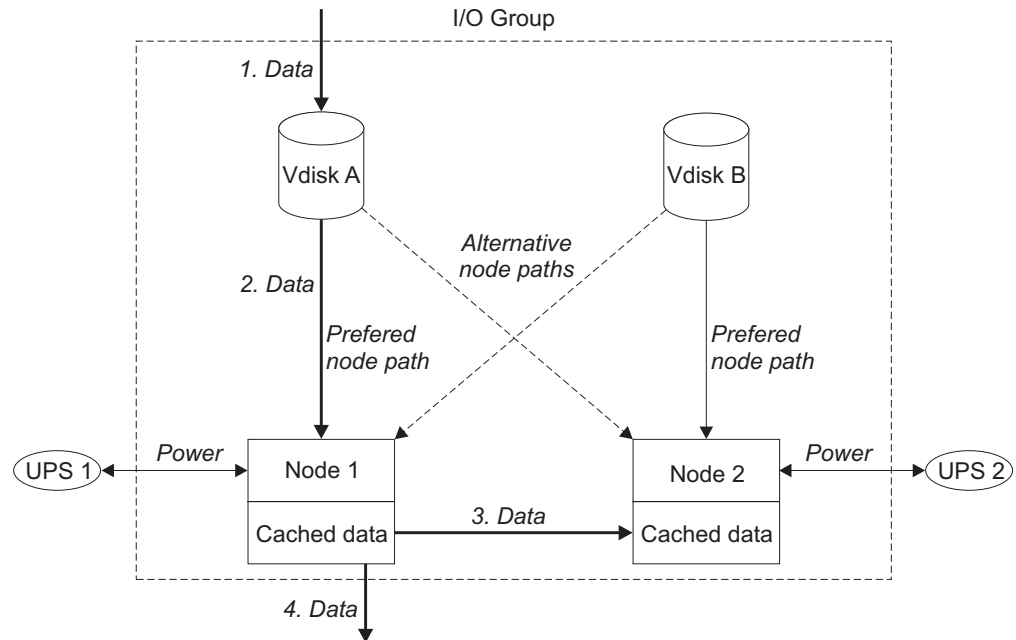 I/O Group
1. Data
Vdisk A
Vdisk B
Alternative
node paths
2. Data
Prefered
node path
Prefered
node path
UPS 1
Power
Node 1
Node 2
Power
UPS 2
Cached data
3. Data
Cached data
4. Data